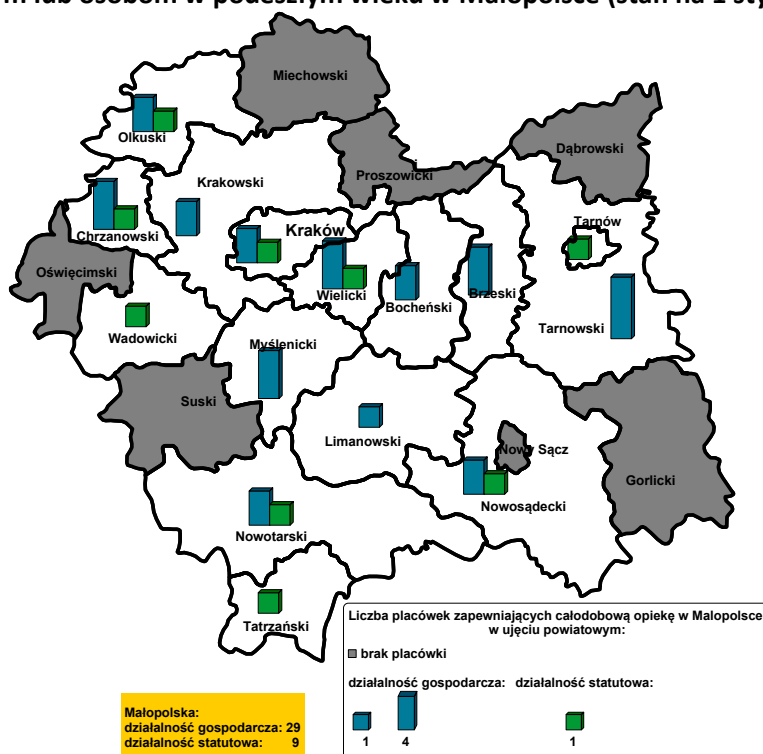 m lub osobom w podeszłym wieku w Małopolsce (stan na 1 sty
Miechowski
Olkuski
Proszowicki
Dąbrowski
Krakowski
Tarnów
Chrzanowski
Kraków
Oświęcimski
Wielicki
Bocheński
Brzeski
Tarnowski
Wadowicki
Myślenicki
Suski
Limanowski
Nowy Sącz
Gorlicki
Nowosądecki
Nowotarski
Tatrzański
Liczba placówek zapewniających całodobową opiekę w Malopolsce
w ujęciu powiatowym:
brak placówki
działalność gospodarcza: działalność statutowa:
1 4 1
Małopolska:
działalność gospodarcza: 29
działalność statutowa: 9